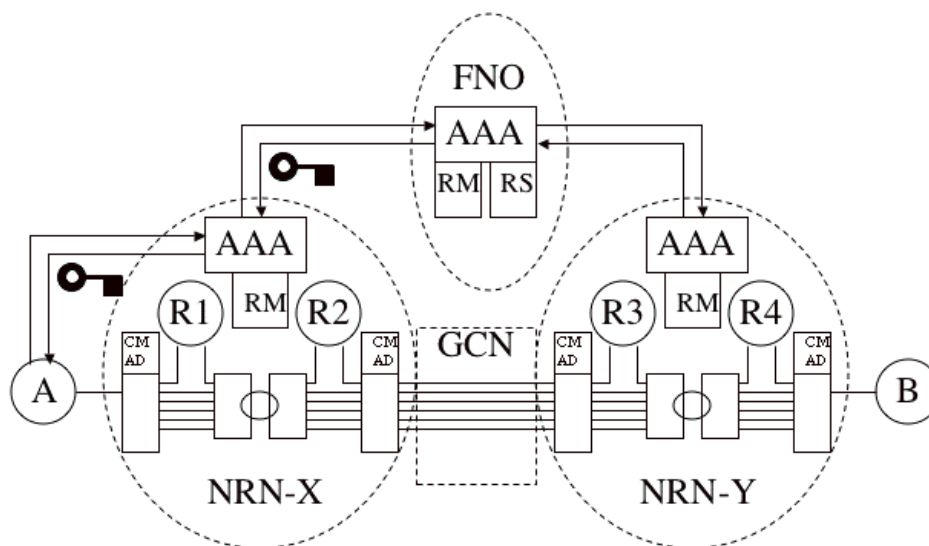 FNO
AAA
RM RS
AAA
RM
AAA
RM
R1
R2
R3
R4
CM
AD
CM
AD
GCN
CM
AD
CM
AD
A
B
NRN-X
NRN-Y